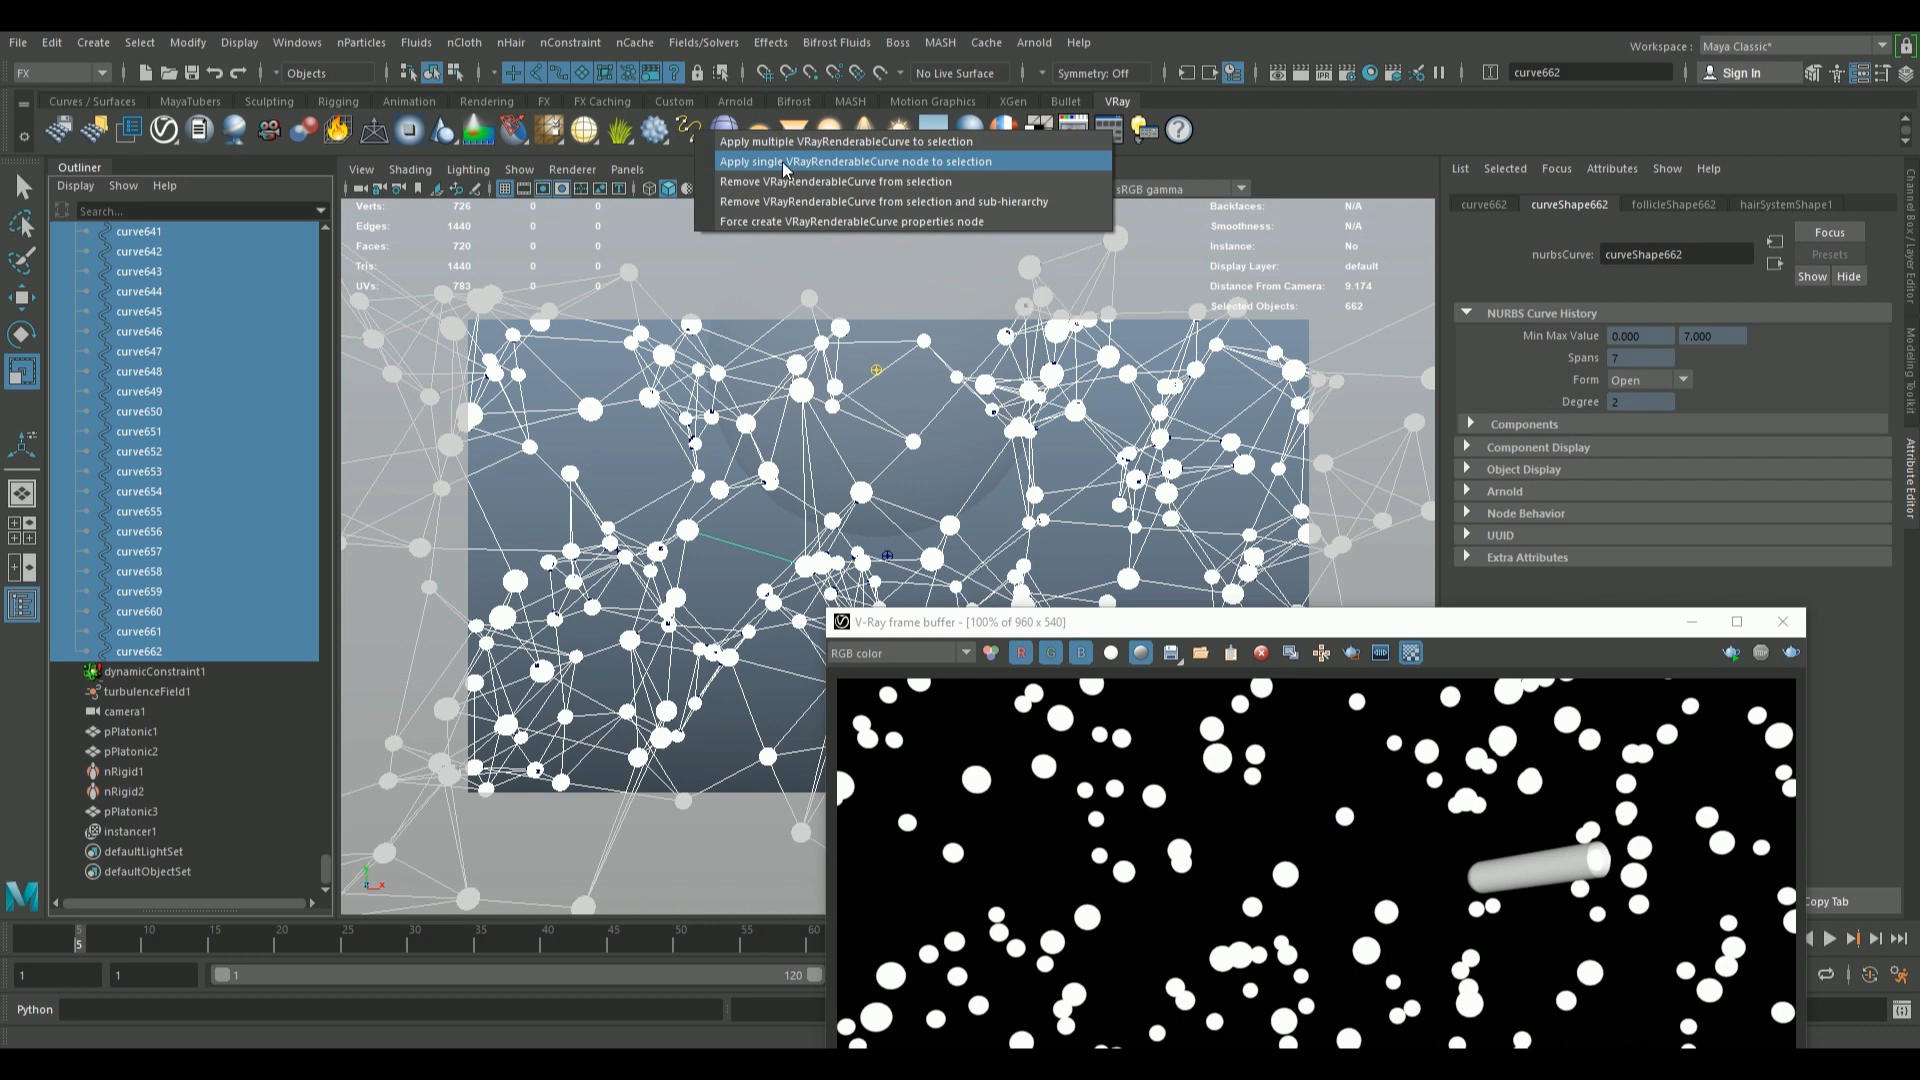 File Edit Create Select Modify Display Windows nParticles Fluids nCloth nHair nConstraint nCache Fields/Solvers Effects Bifrost Fluids Boss MASH Cache Arnold Help
Workspace : Maya Classic*
FX Objects No Live Surface Symmetry: Off curve662 Sign In
Curves / Surfaces MayaTubers Sculpting Rigging Animation Rendering FX FX Caching Custom Arnold Bifrost MASH Motion Graphics XGen Bullet VRay
Apply multiple VRayRenderableCurve to selection
Apply single VRayRenderableCurve node to selection
Remove VRayRenderableCurve from selection
Remove VRayRenderableCurve from selection and sub-hierarchy
Force create VRayRenderableCurve properties node
Outliner
Display Show Help
Search...
curve641
curve642
curve643
curve644
curve645
curve646
curve647
curve648
curve649
curve650
curve651
curve652
curve653
curve654
curve655
curve656
curve657
curve658
curve659
curve660
curve661
curve662
dynamicConstraint1
turbulenceField1
camera1
pPlatonic1
pPlatonic2
nRigid1
nRigid2
pPlatonic3
instancer1
defaultLightSet
defaultObjectSet
View Shading Lighting Show Renderer Panels
sRGB gamma
Verts: 726 0 0
Edges: 1440 0 0
Faces: 720 0 0
Tris: 1440 0 0
UVs: 783 0 0
Backfaces: N/A
Smoothness: N/A
Instance: No
Display Layer: default
Distance From Camera: 9.174
Selected Objects: 662
x
List Selected Focus Attributes Show Help
curve662 curveShape662 follicleShape662 hairSystemShape1
nurbsCurve: curveShape662
Focus
Presets
Show Hide
NURBS Curve History
Min Max Value 0.000 7.000
Spans 7
Form Open
Degree 2
Components
Component Display
Object Display
Arnold
Node Behavior
UUID
Extra Attributes
Channel Box / Layer Editor
Modeling Toolkit
Attribute Editor
V-Ray frame buffer - [100% of 960 x 540]
RGB color R G B
Copy Tab
5 10 15 20 25 30 35 40 45 50 55 60
5
1 1 1 120
Python